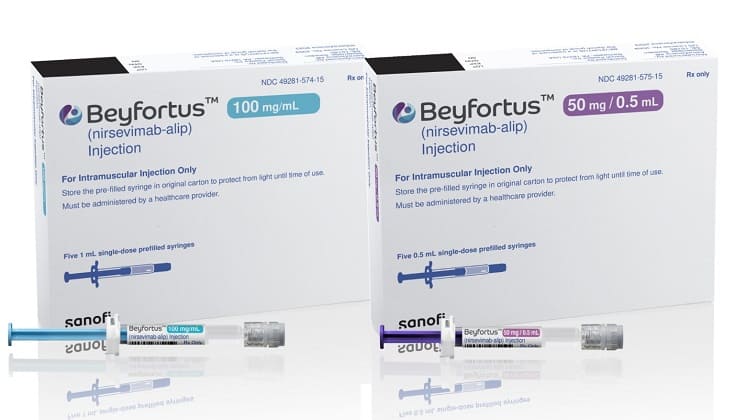 NDC 49281-574-15
Rx only
Beyfortus™
100 mg/mL
(nirsevimab-alip)
Injection
For Intramuscular Injection Only
Store the pre-filled syringe in original carton to protect from light until time of use.
Must be administered by a healthcare provider.
Five 1 mL single-dose prefilled syringes
sanofi
Beyfortus™ 100 mg/mL
(nirsevimab-alip) Injection
Rx Only
NDC 49281-575-15
Rx only
Beyfortus™
50 mg / 0.5 mL
(nirsevimab-alip)
Injection
For Intramuscular Injection Only
Store the pre-filled syringe in original carton to protect from light until time of use.
Must be administered by a healthcare provider.
Five 0.5 mL single-dose prefilled syringes
sanofi
Beyfortus™ 50 mg / 0.5 mL
(nirsevimab-alip) Injection
Rx Only